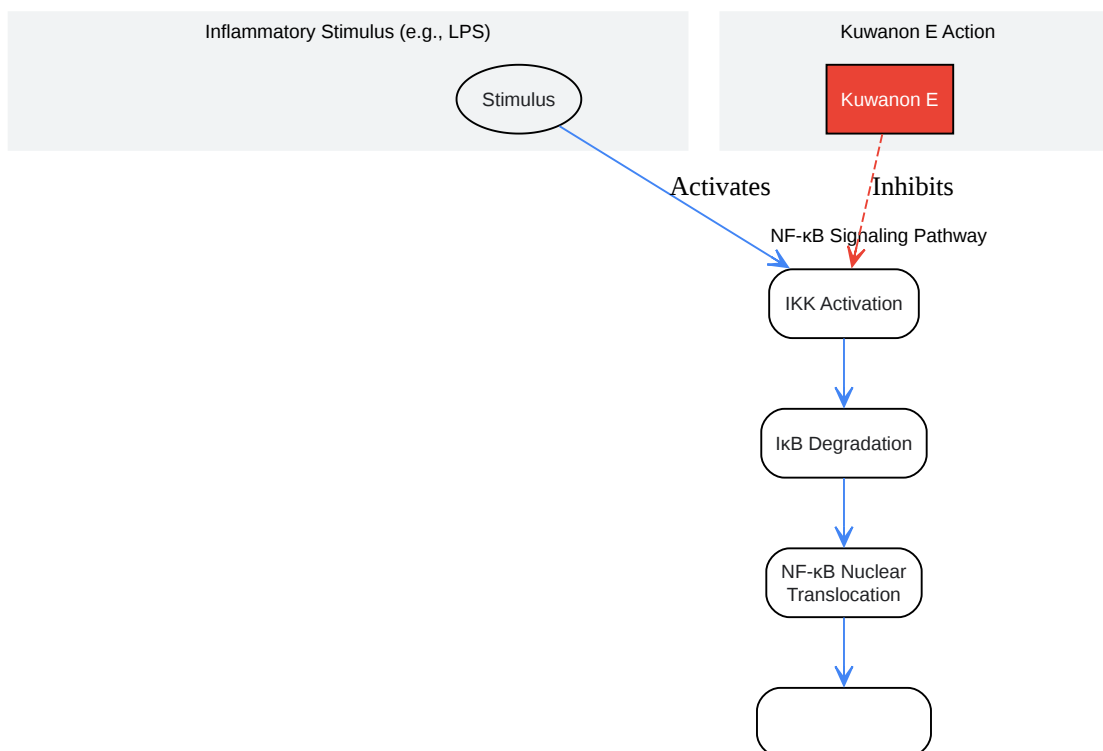 Inflammatory Stimulus (e.g., LPS)
Kuwanon E Action
Stimulus
Kuwanon E
Activates
Inhibits
NF-κB Signaling Pathway
IKK Activation
IκB Degradation
NF-κB Nuclear
Translocation